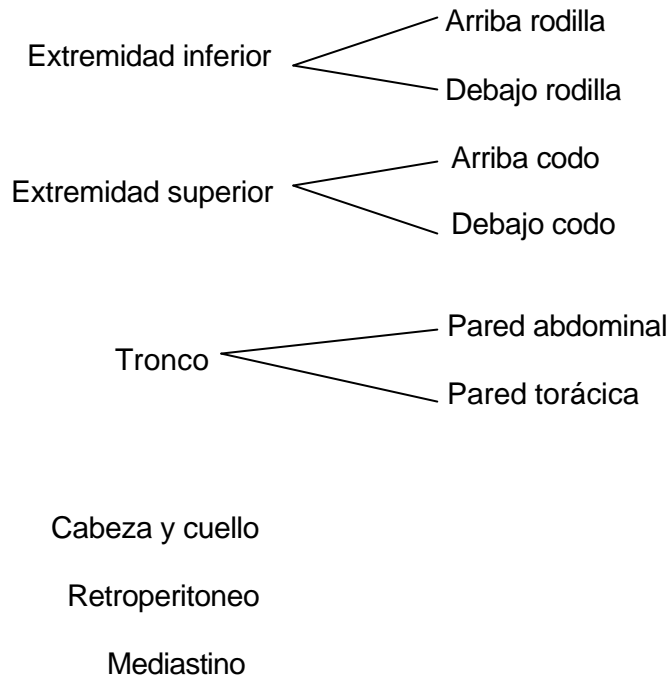 Arriba rodilla
Extremidad inferior
Debajo rodilla
Arriba codo
Extremidad superior
Debajo codo
Pared abdominal
Tronco
Pared torácica
Cabeza y cuello
Retroperitoneo
Mediastino